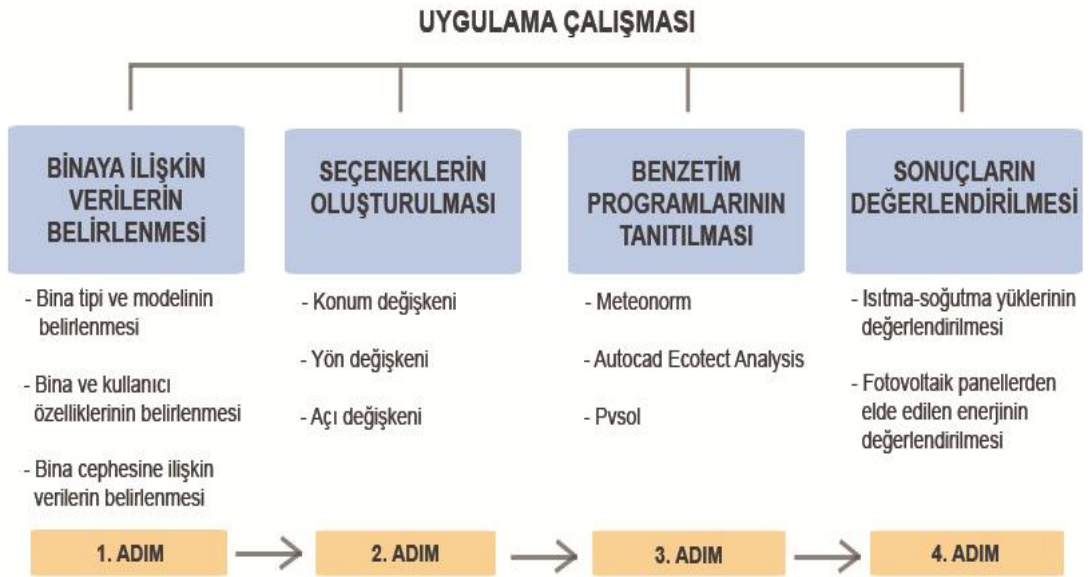 UYGULAMA ÇALIŞMASI
BİNAYA İLİŞKİN
VERİLERİN
BELİRLENMESİ
- Bina tipi ve modelinin
belirlenmesi
- Bina ve kullanıcı
özelliklerinin belirlenmesi
- Bina cephesine ilişkin
verilerin belirlenmesi
1. ADIM
SEÇENEKLERİN
OLUŞTURULMASI
- Konum değişkeni
- Yön değişkeni
- Açı değişkeni
2. ADIM
BENZETİM
PROGRAMLARININ
TANITILMASI
- Meteonorm
- Autocad Ecotect Analysis
- Pvsol
3. ADIM
SONUÇLARIN
DEĞERLENDİRİLMESİ
- Isıtma-soğutma yüklerinin
değerlendirilmesi
- Fotovoltaik panellerden
elde edilen enerjinin
değerlendirilmesi
4. ADIM